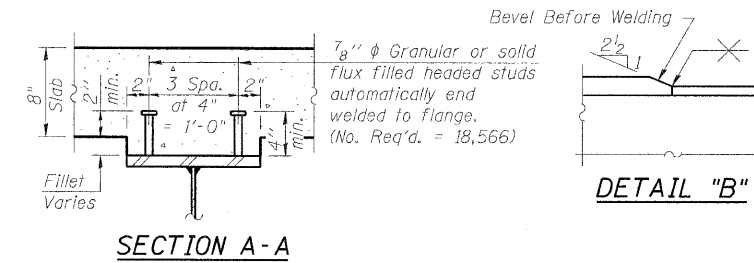 Bevel Before Welding
2 1/2
1
7/8" φ Granular or solid
flux filled headed studs
automatically end
welded to flange.
(No. Req'd. = 18,566)
8"
Slab
2"
min.
2"
3 Spa.
2"
at 4"
= 1'-0"
4"
min.
Fillet
Varies
SECTION A-A
DETAIL "B"